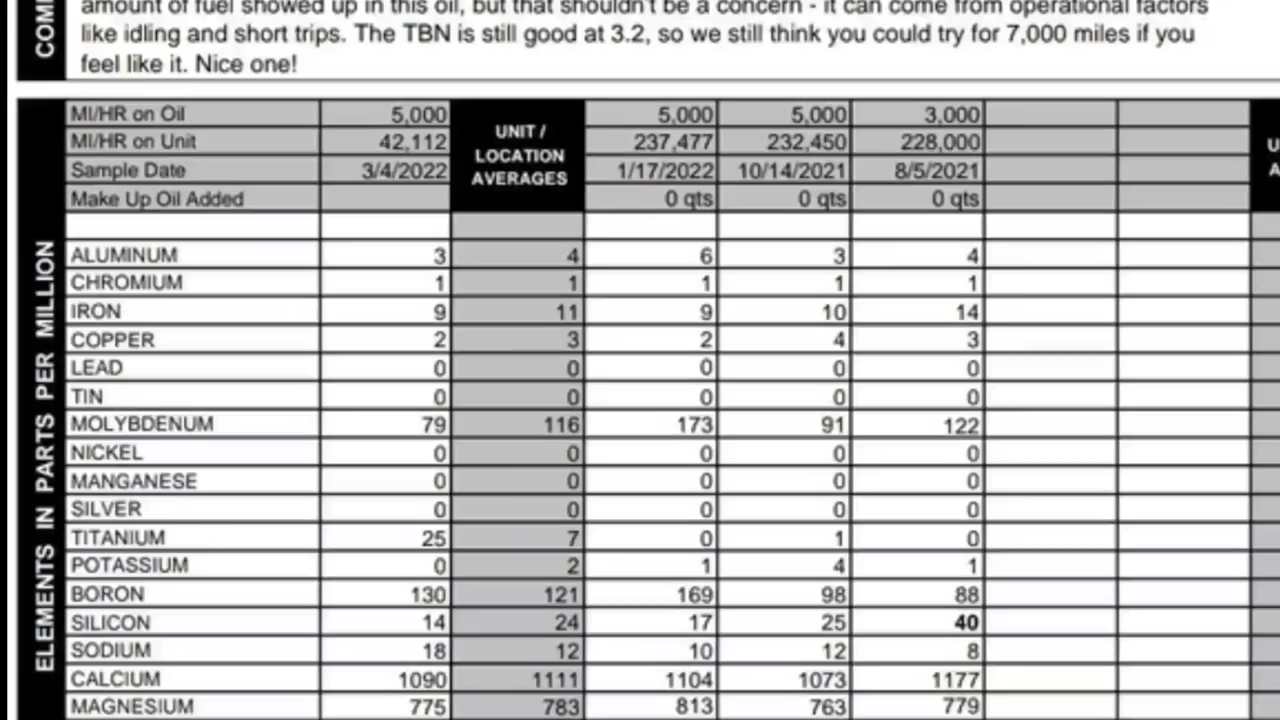 amount of fuel showed up in this oil, but that shouldn't be a concern - it can come from operational factors
like idling and short trips. The TBN is still good at 3.2, so we still think you could try for 7,000 miles if you
feel like it. Nice one!
MI/HR on Oil 5,000 UNIT / LOCATION AVERAGES 5,000 5,000 3,000
MI/HR on Unit 42,112 237,477 232,450 228,000
Sample Date 3/4/2022 1/17/2022 10/14/2021 8/5/2021
Make Up Oil Added 0 qts 0 qts 0 qts
ELEMENTS IN PARTS PER MILLION
ALUMINUM 3 4 6 3 4
CHROMIUM 1 1 1 1 1
IRON 9 11 9 10 14
COPPER 2 3 2 4 3
LEAD 0 0 0 0 0
TIN 0 0 0 0 0
MOLYBDENUM 79 116 173 91 122
NICKEL 0 0 0 0 0
MANGANESE 0 0 0 0 0
SILVER 0 0 0 0 0
TITANIUM 25 7 0 1 0
POTASSIUM 0 2 1 4 1
BORON 130 121 169 98 88
SILICON 14 24 17 25 40
SODIUM 18 12 10 12 8
CALCIUM 1090 1111 1104 1073 1177
MAGNESIUM 775 783 813 763 779